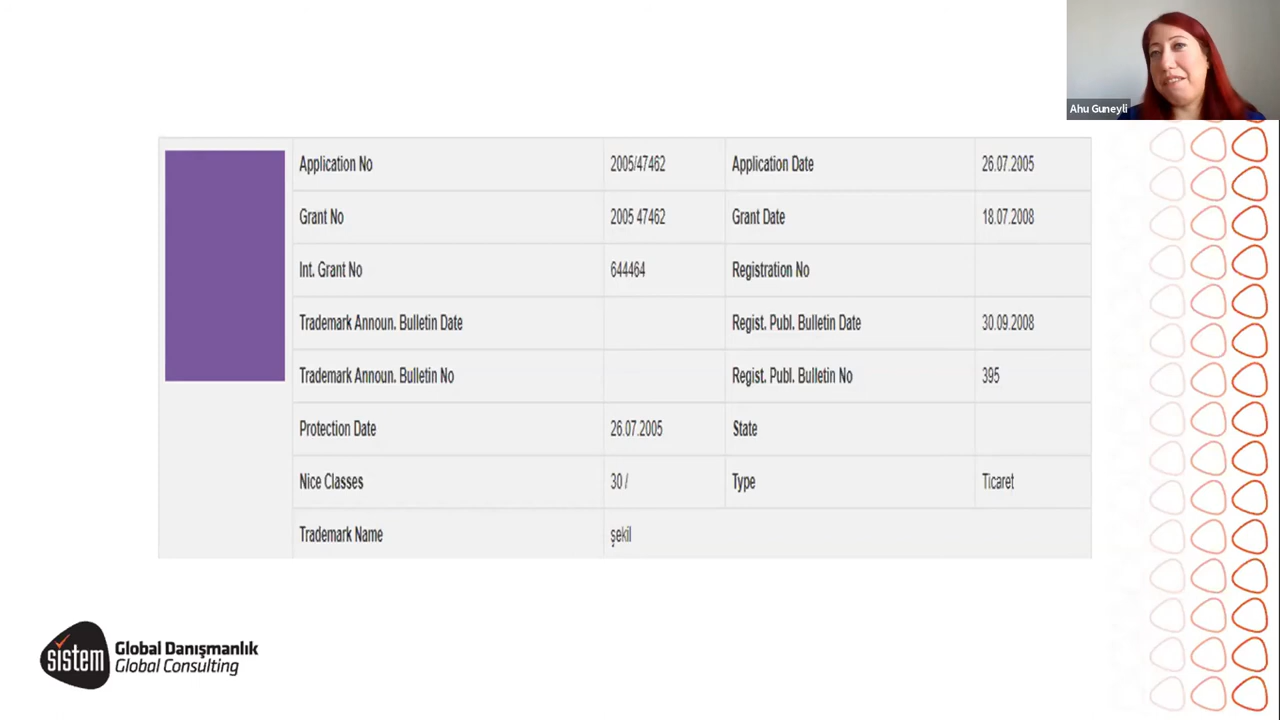 Ahu Guneyli
Application No 2005/47462 Application Date 26.07.2005
Grant No 2005 47462 Grant Date 18.07.2008
Int. Grant No 644464 Registration No
Trademark Announ. Bulletin Date Regist. Publ. Bulletin Date 30.09.2008
Trademark Announ. Bulletin No Regist. Publ. Bulletin No 395
Protection Date 26.07.2005 State
Nice Classes 30 / Type Ticaret
Trademark Name şekil
sistem
Global Danışmanlık
Global Consulting